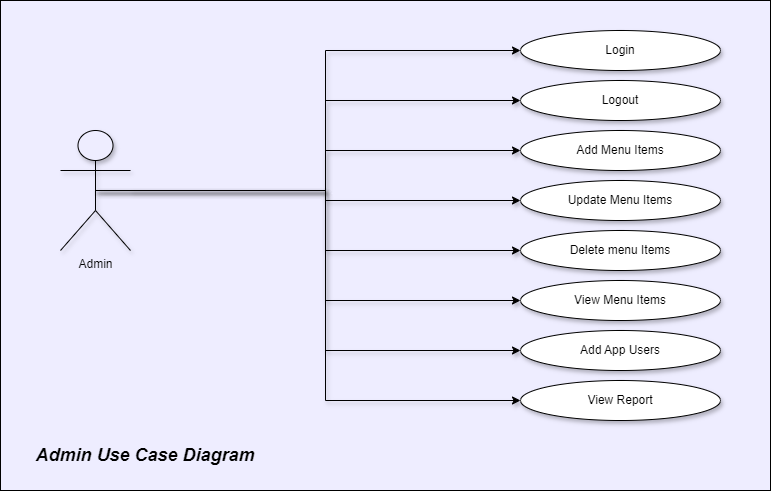 Login
Logout
Add Menu Items
Update Menu Items
Delete menu Items
View Menu Items
Add App Users
View Report
Admin
Admin Use Case Diagram